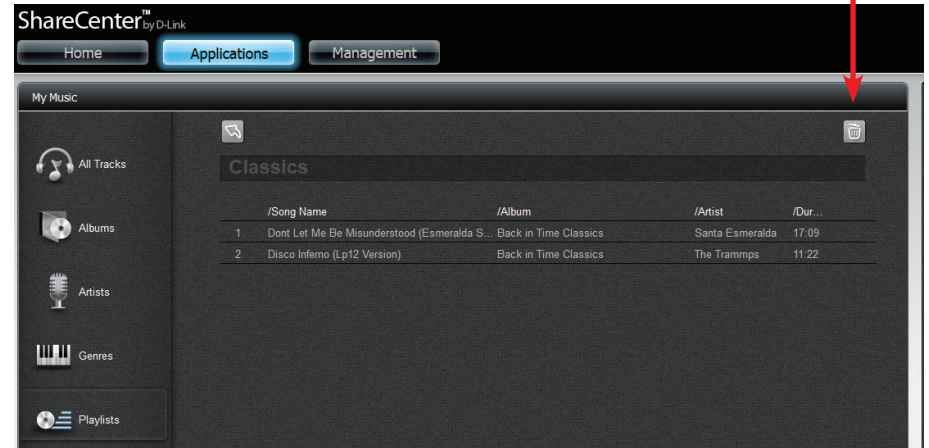 ShareCenter™ by D-Link
Home Applications Management
My Music
All Tracks
Classics
/Song Name /Album /Artist /Dur...
Albums
1 Dont Let Me Be Misunderstood (Esmeralda S... Back in Time Classics Santa Esmeralda 17:09
2 Disco Inferno (Lp12 Version) Back in Time Classics The Trammps 11:22
Artists
Genres
Playlists